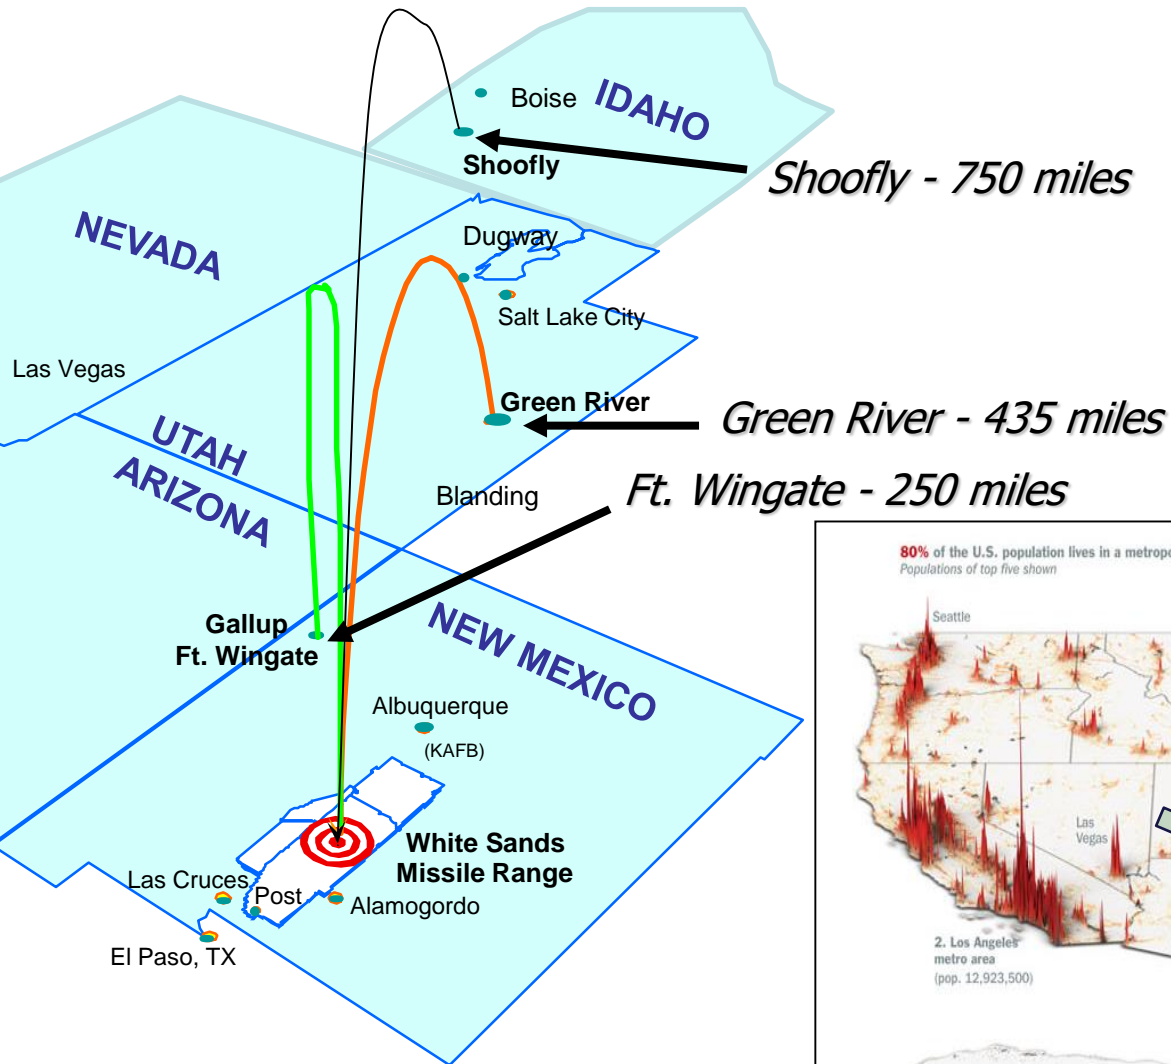 Boise
IDAHO
Shoofly
Shoofly - 750 miles
NEVADA
Dugway
Salt Lake City
Las Vegas
Green River
Green River - 435 miles
UTAH
ARIZONA
Blanding
Ft. Wingate - 250 miles
Gallup
Ft. Wingate
NEW MEXICO
Albuquerque
(KAFB)
White Sands
Missile Range
Las Cruces
Post
Alamogordo
El Paso, TX
80% of the U.S. population lives in a metrop
Populations of top five shown
Seattle
Las
Vegas
2. Los Angeles
metro area
(pop. 12,923,500)